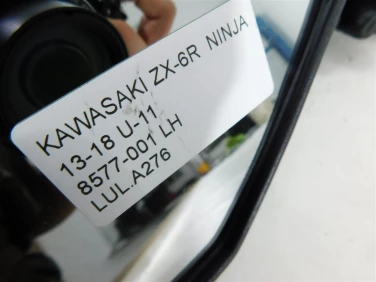 KAWASAKI ZX-6R NINJA
13-18 U-11
8577-001 LH
LUL.A276